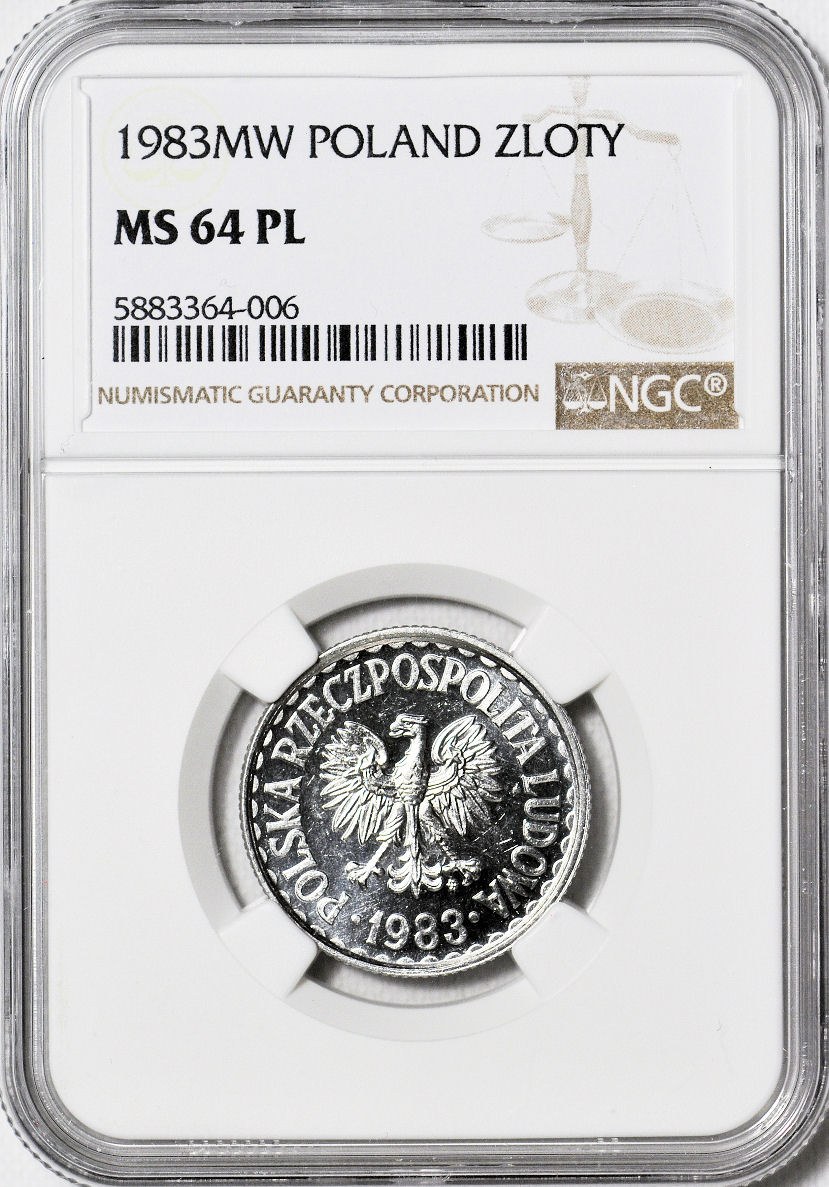 1983MW POLAND ZLOTY
MS 64 PL
5883364-006
NUMISMATIC GUARANTY CORPORATION
NGC®
POLSKA RZECZPOSPOLITA LUDOWA
·1983·